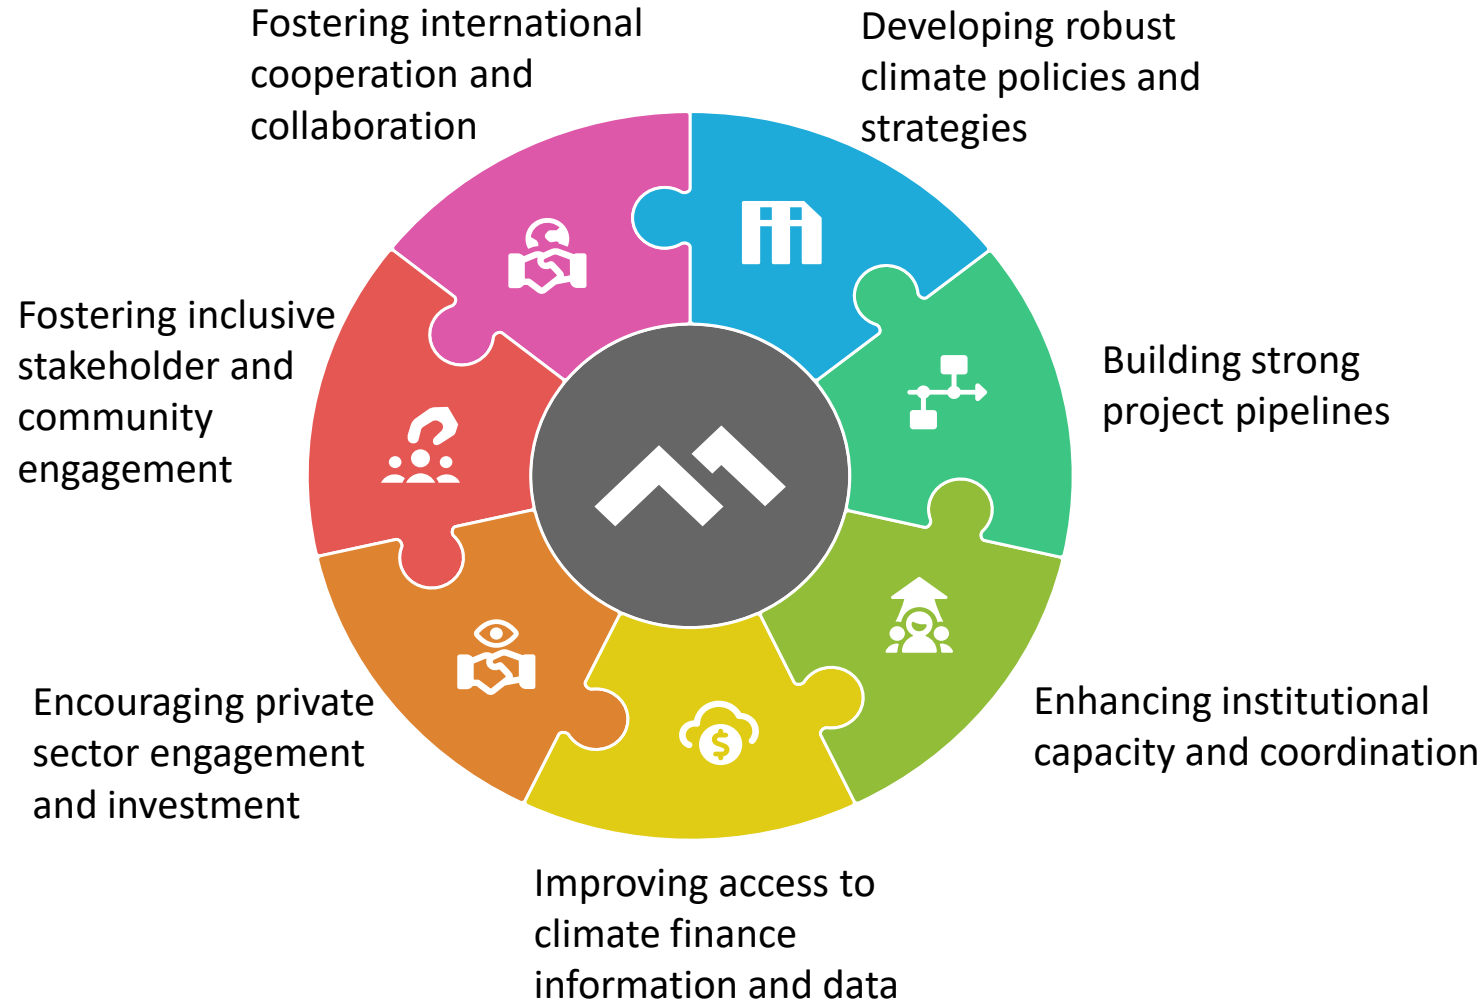 Fostering international
cooperation and
collaboration
Developing robust
climate policies and
strategies
Building strong
project pipelines
Enhancing institutional
capacity and coordination
Improving access to
climate finance
information and data
Encouraging private
sector engagement
and investment
Fostering inclusive
stakeholder and
community
engagement
$